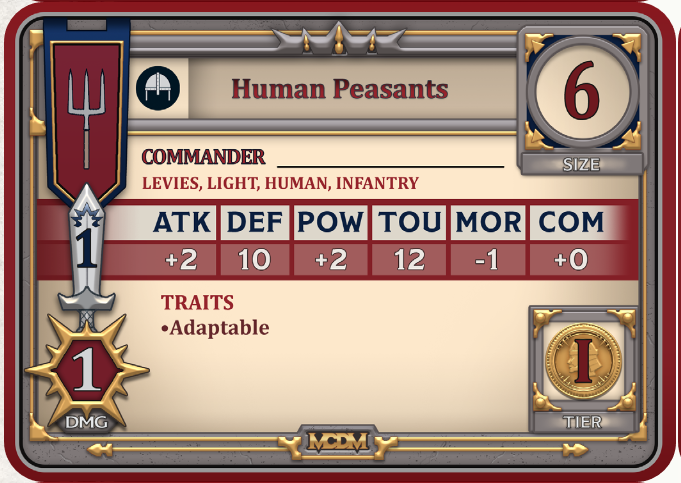 Human Peasants
6
SIZE
COMMANDER
LEVIES, LIGHT, HUMAN, INFANTRY
ATK DEF POW TOU MOR COM
+2 10 +2 12 -1 +0
1
TRAITS
•Adaptable
1
DMG
I
TIER
MCDM